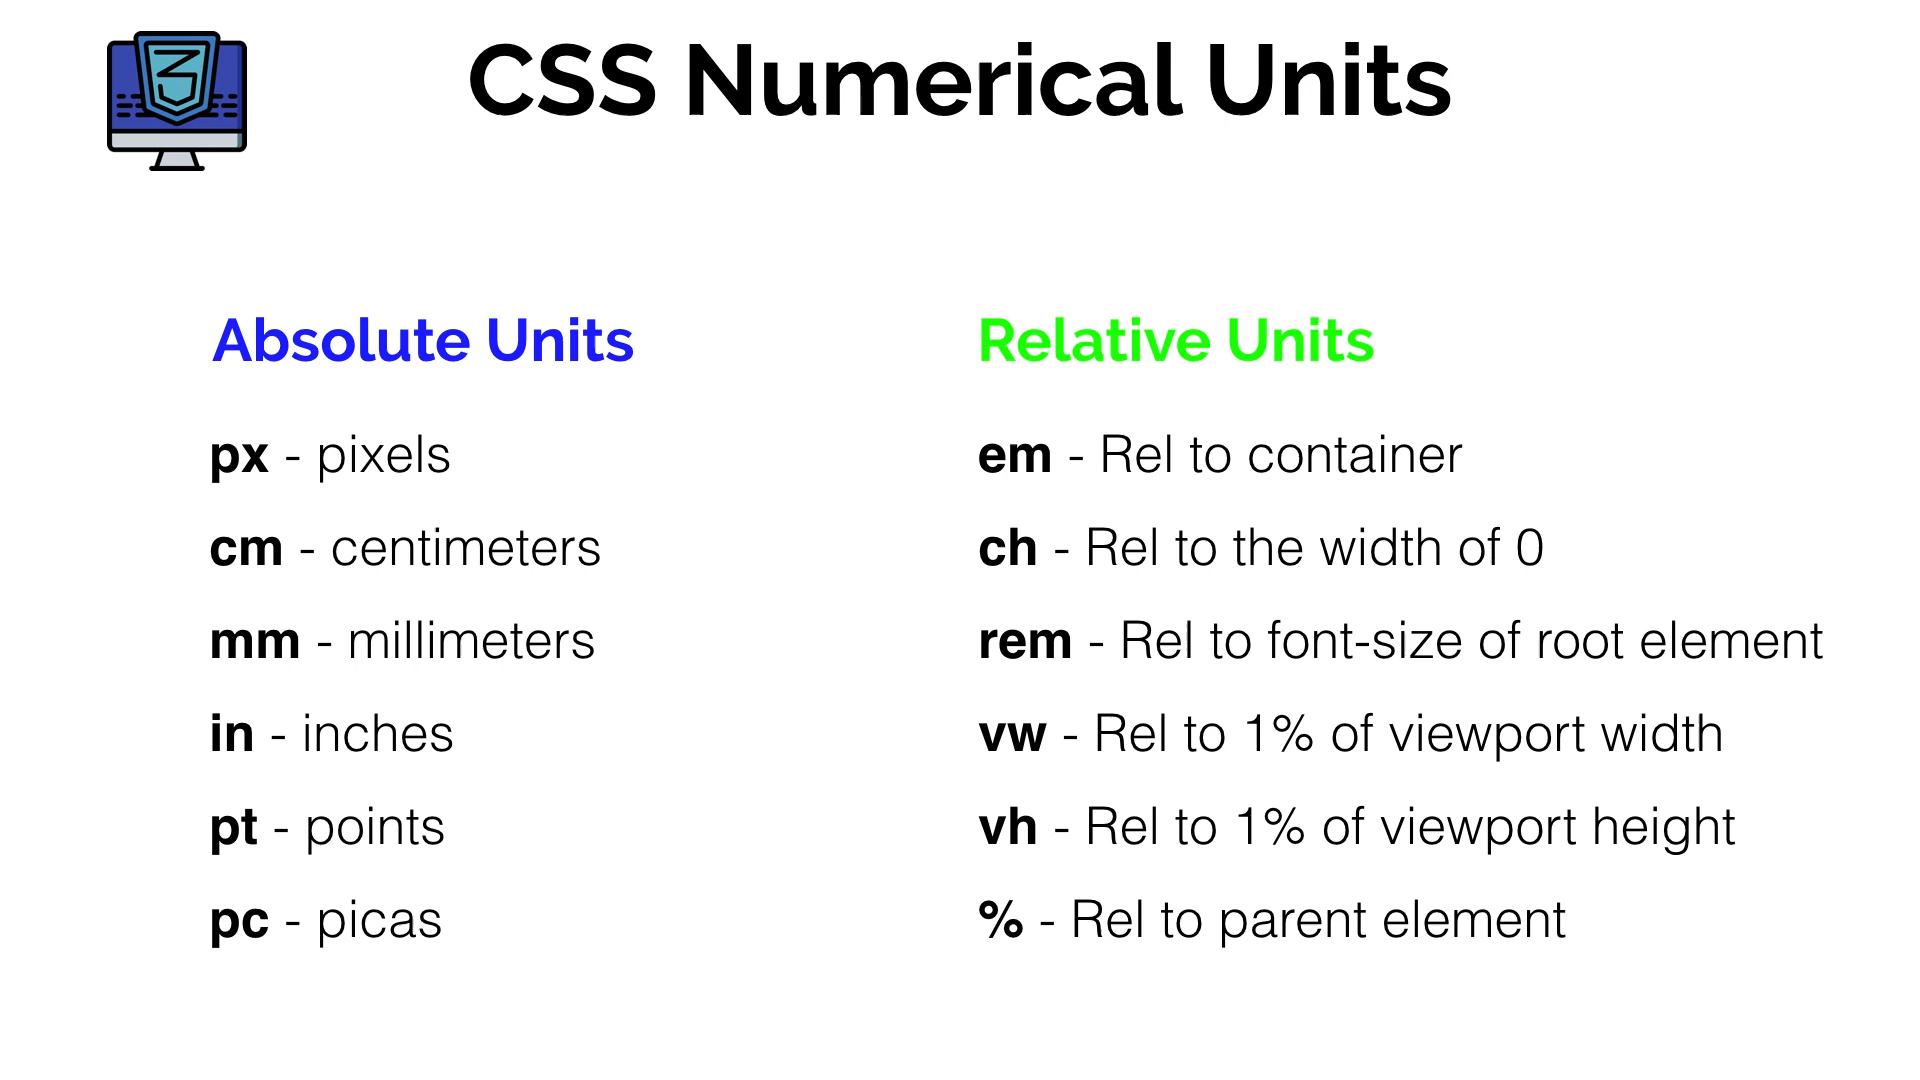 CSS Numerical Units
Absolute Units
px - pixels
cm - centimeters
mm - millimeters
in - inches
pt - points
pc - picas
Relative Units
em - Rel to container
ch - Rel to the width of 0
rem - Rel to font-size of root element
vw - Rel to 1% of viewport width
vh - Rel to 1% of viewport height
% - Rel to parent element